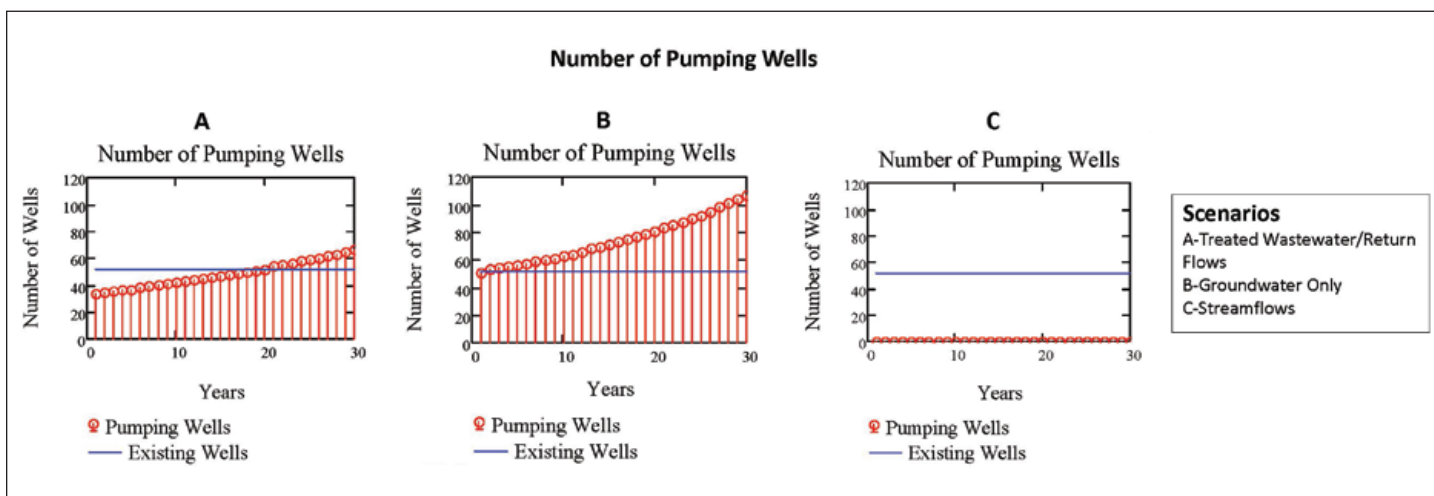 Number of Pumping Wells
A
Number of Pumping Wells
Number of Wells
120
100
80
60
40
20
0
0 10 20 30
Years
Pumping Wells
Existing Wells
B
Number of Pumping Wells
Number of Wells
120
100
80
60
40
20
0
0 10 20 30
Years
Pumping Wells
Existing Wells
C
Number of Pumping Wells
Number of Wells
120
100
80
60
40
20
0
0 10 20 30
Years
Pumping Wells
Existing Wells
Scenarios
A-Treated Wastewater/Return
Flows
B-Groundwater Only
C-Streamflows